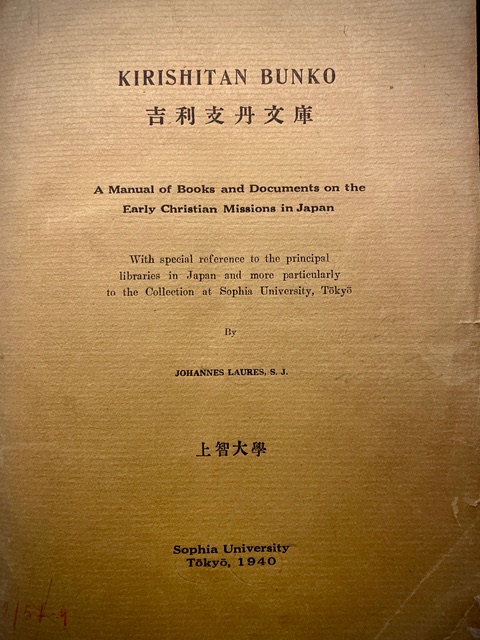 KIRISHITAN BUNKO
吉利支丹文庫
A Manual of Books and Documents on the
Early Christian Missions in Japan
With special reference to the principal
libraries in Japan and more particularly
to the Collection at Sophia University, Tōkyō
By
JOHANNES LAURES, S. J.
上智大學
Sophia University
Tōkyō, 1940